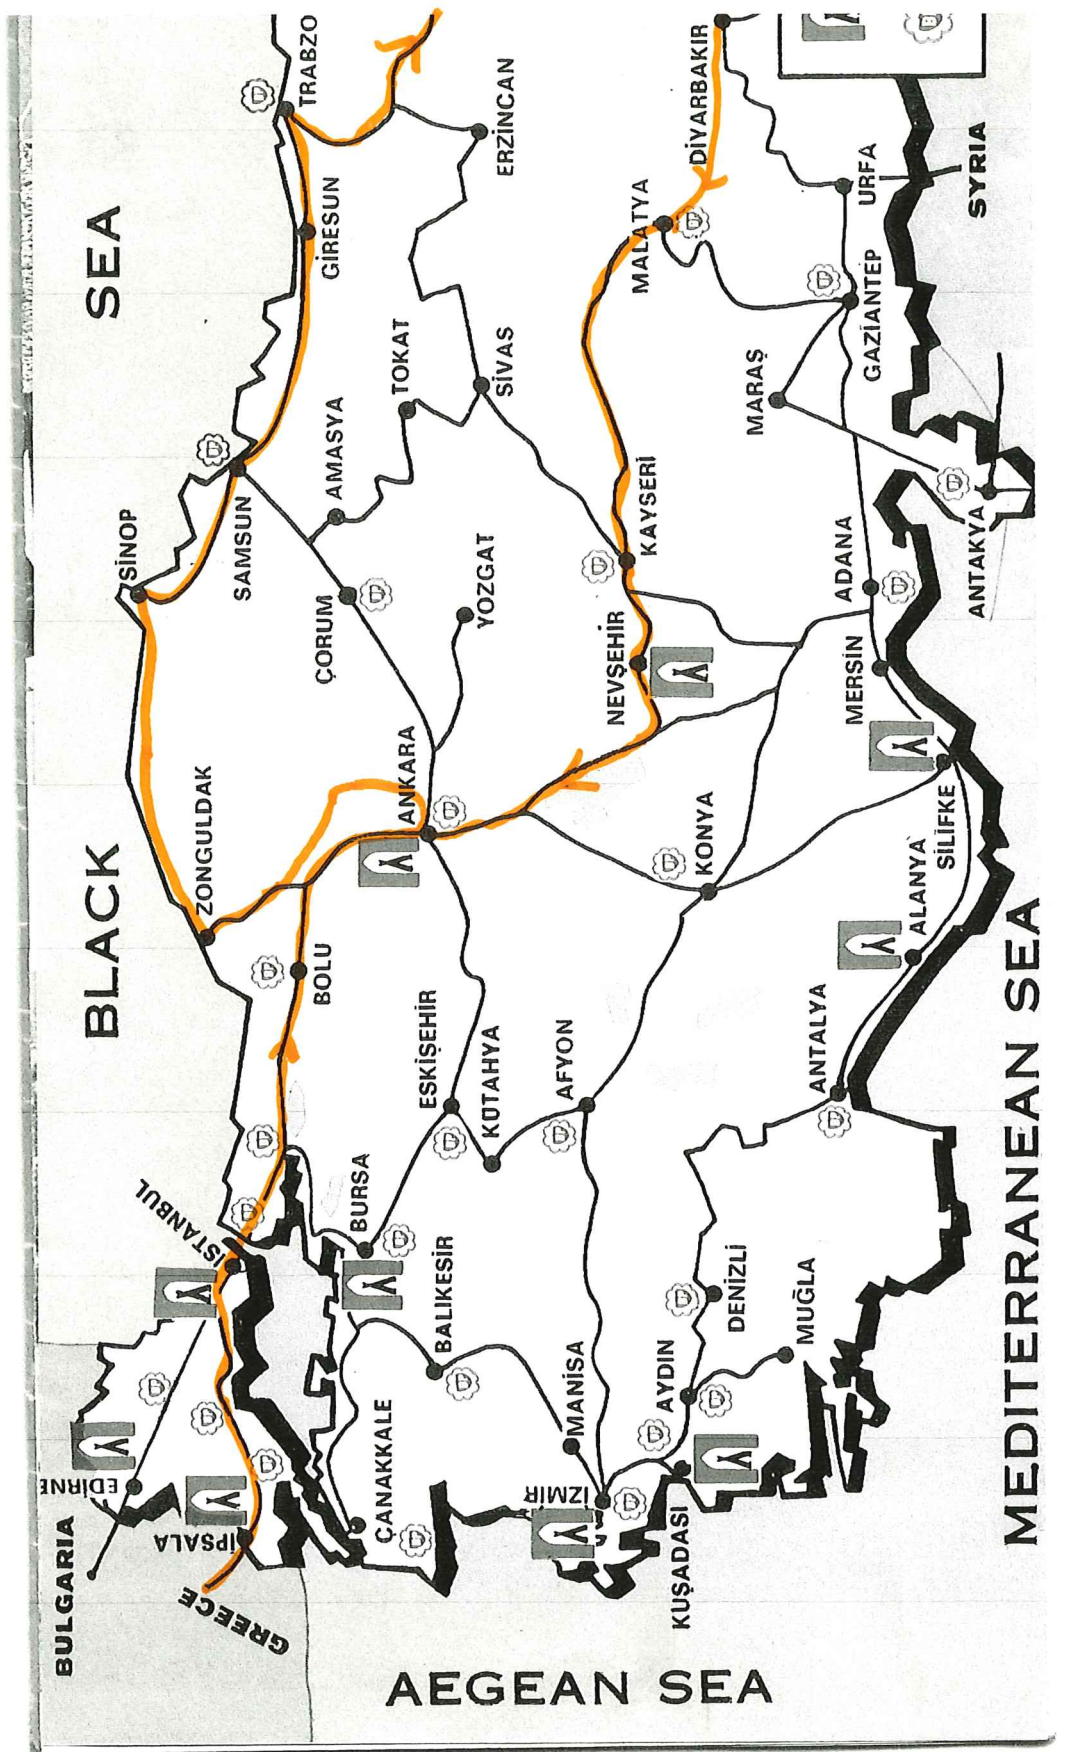 BLACK SEA
MEDITERRANEAN SEA
AEGEAN SEA
BULGARIA
GREECE
SYRIA
EDİRNE
İPSALA
İSTANBUL
ZONGULDAK
SİNOP
SAMSUN
GİRESUN
TRABZO
BOLU
ÇORUM
AMASYA
TOKAT
ERZİNCAN
ANKARA
YOZGAT
SİVAS
BURSA
ESKİŞEHİR
KÜTAHYA
ÇANAKKALE
BALIKESİR
AFYON
NEVŞEHİR
KAYSERİ
MALATYA
DİYARBAKIR
MANİSA
İZMİR
KONYA
MARAŞ
URFA
GAZİANTEP
KUŞADASI
AYDIN
DENİZLİ
MUĞLA
ANTALYA
ALANYA
SİLİFKE
MERSİN
ADANA
ANTAKYA